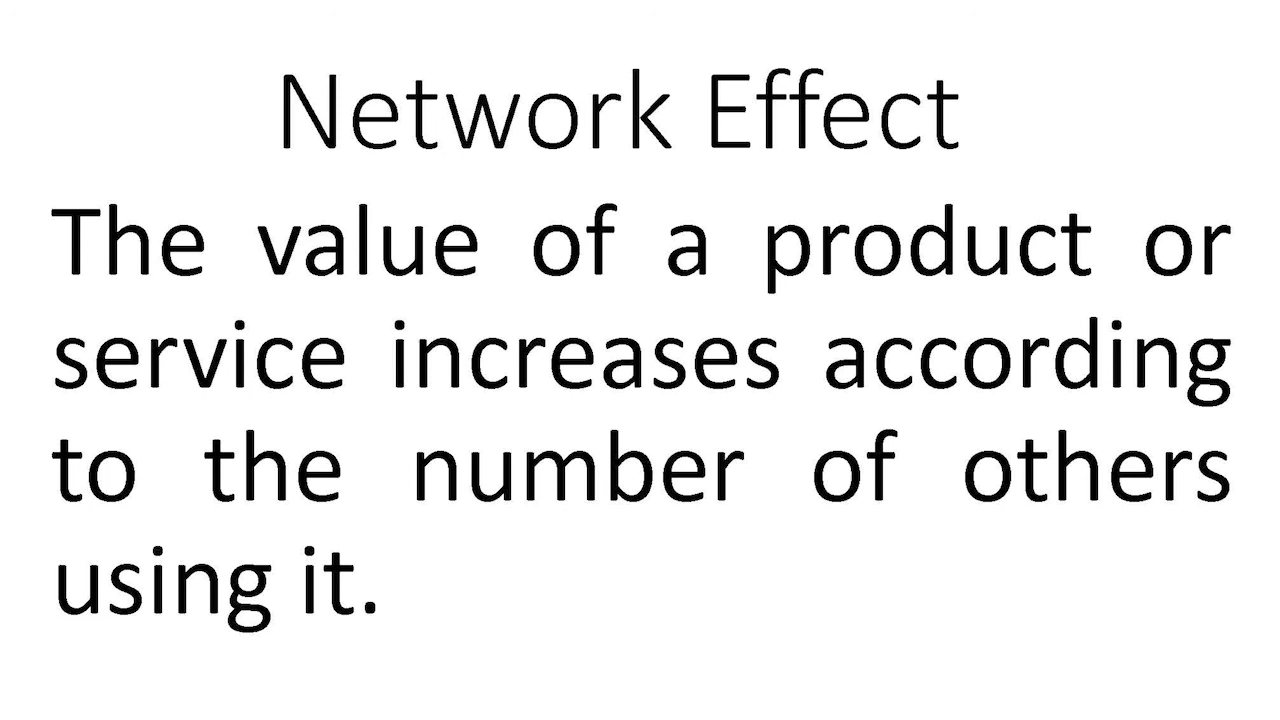 Network Effect
The value of a product or
service increases according
to the number of others
using it.